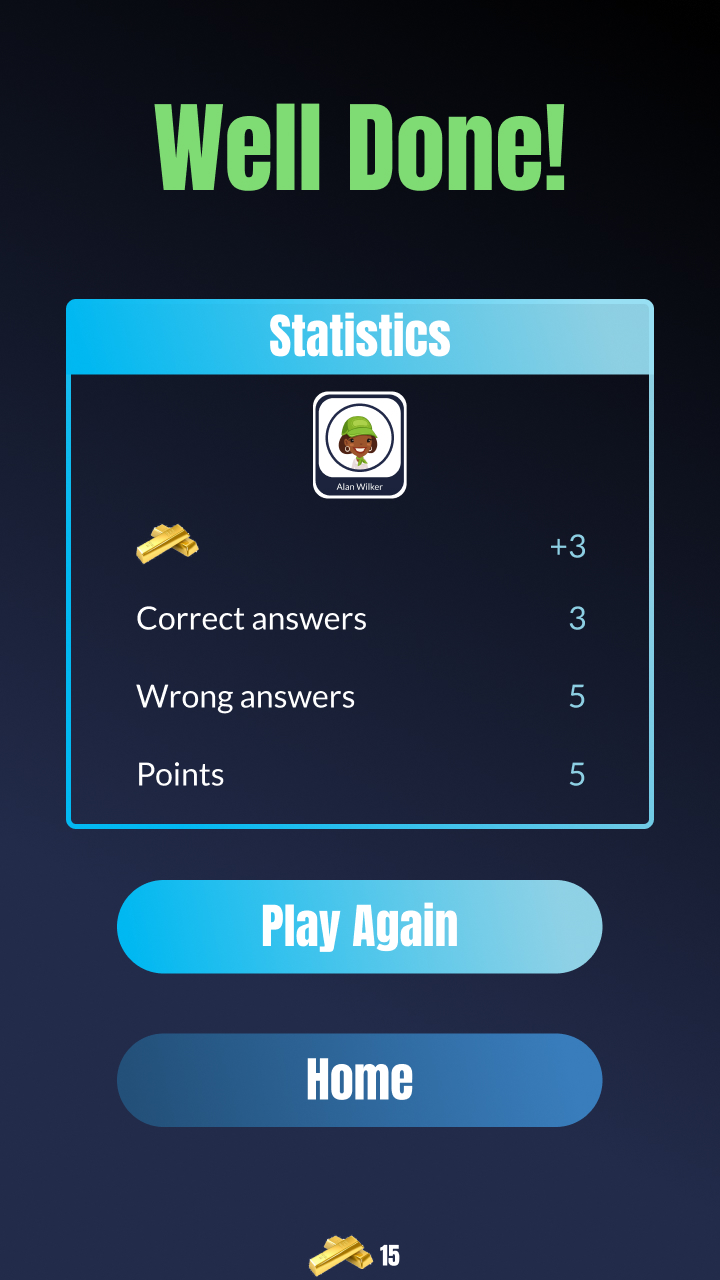 Well Done!
Statistics
Alan Wilker
+3
Correct answers 3
Wrong answers 5
Points 5
Play Again
Home
15